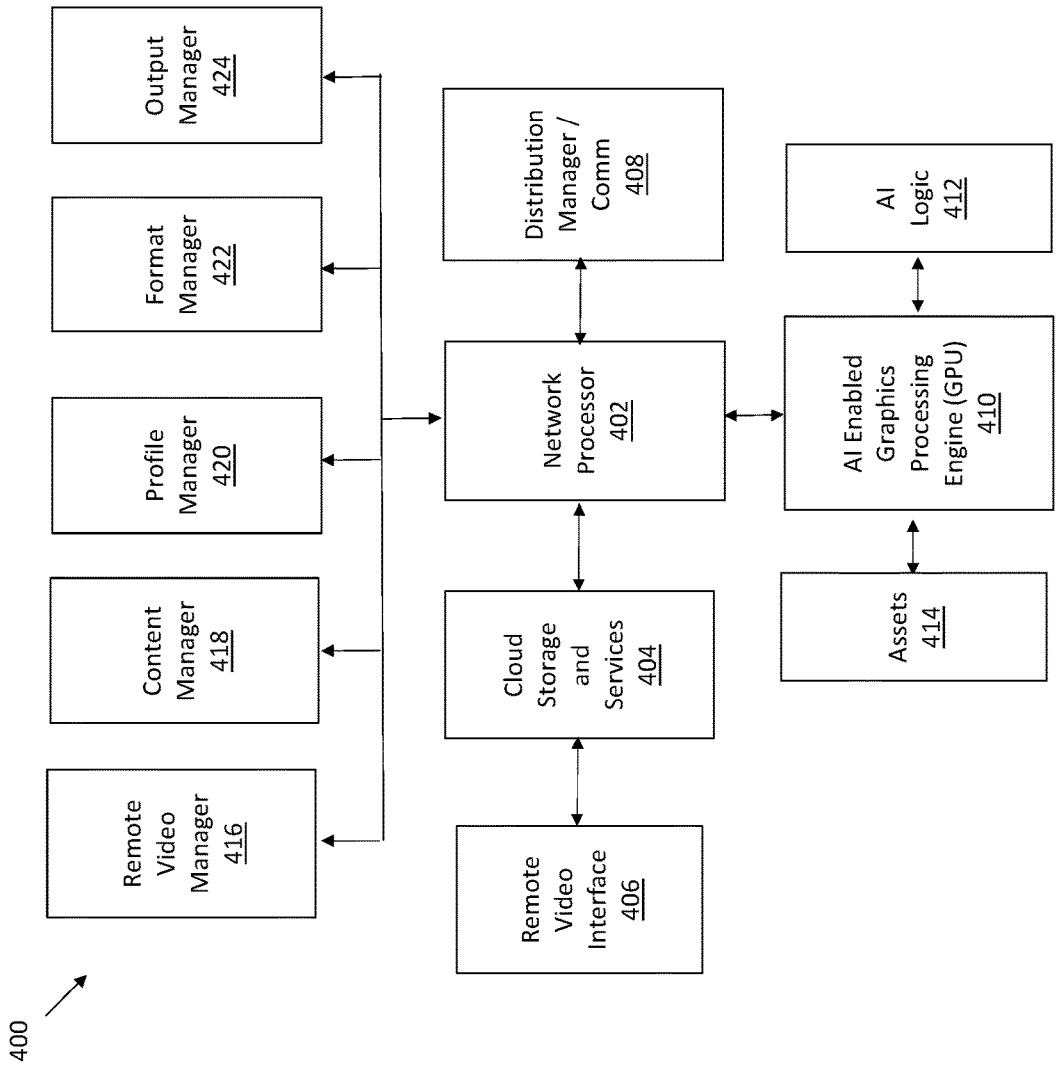 400
Remote
Video
Manager
416
Content
Manager
418
Profile
Manager
420
Format
Manager
422
Output
Manager
424
Remote
Video
Interface
406
Cloud
Storage
and
Services
404
Network
Processor
402
Distribution
Manager /
Comm
408
Assets
414
AI Enabled
Graphics
Processing
Engine (GPU)
410
AI
Logic
412